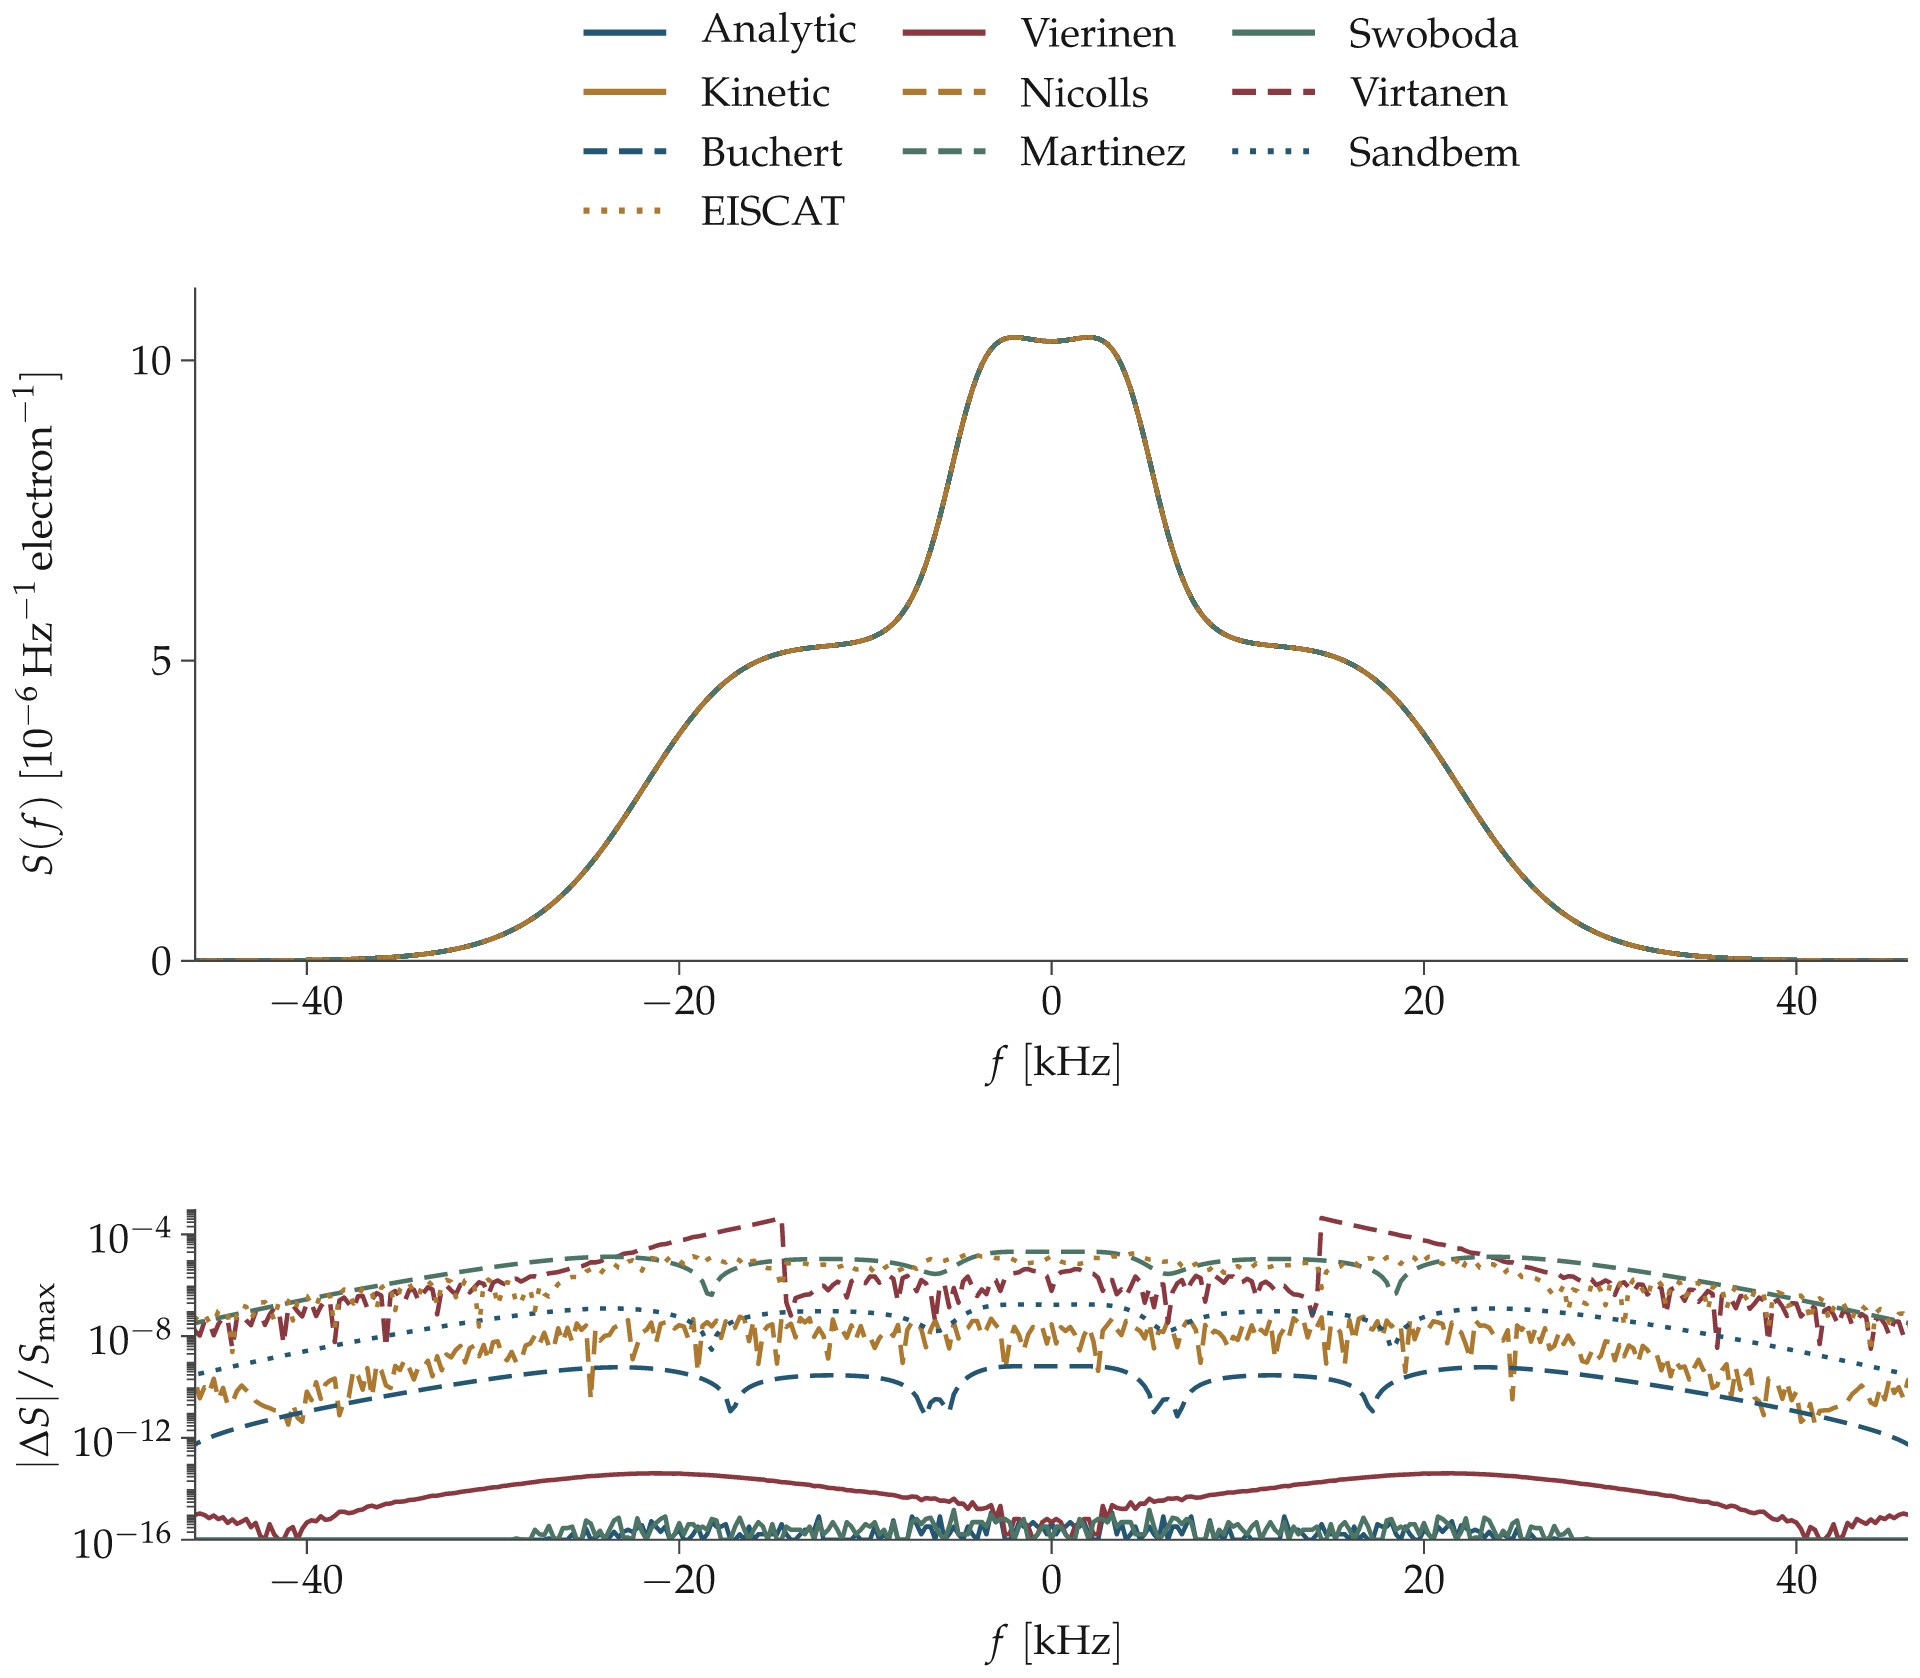 Analytic Vierinen Swoboda
Kinetic Nicolls Virtanen
Buchert Martinez Sandbem
EISCAT
S(f) [10⁻⁶ Hz⁻¹ electron⁻¹]
10
5
0
−40 −20 0 20 40
f [kHz]
|ΔS| / Smax
10⁻⁴
10⁻⁸
10⁻¹²
10⁻¹⁶
−40 −20 0 20 40
f [kHz]